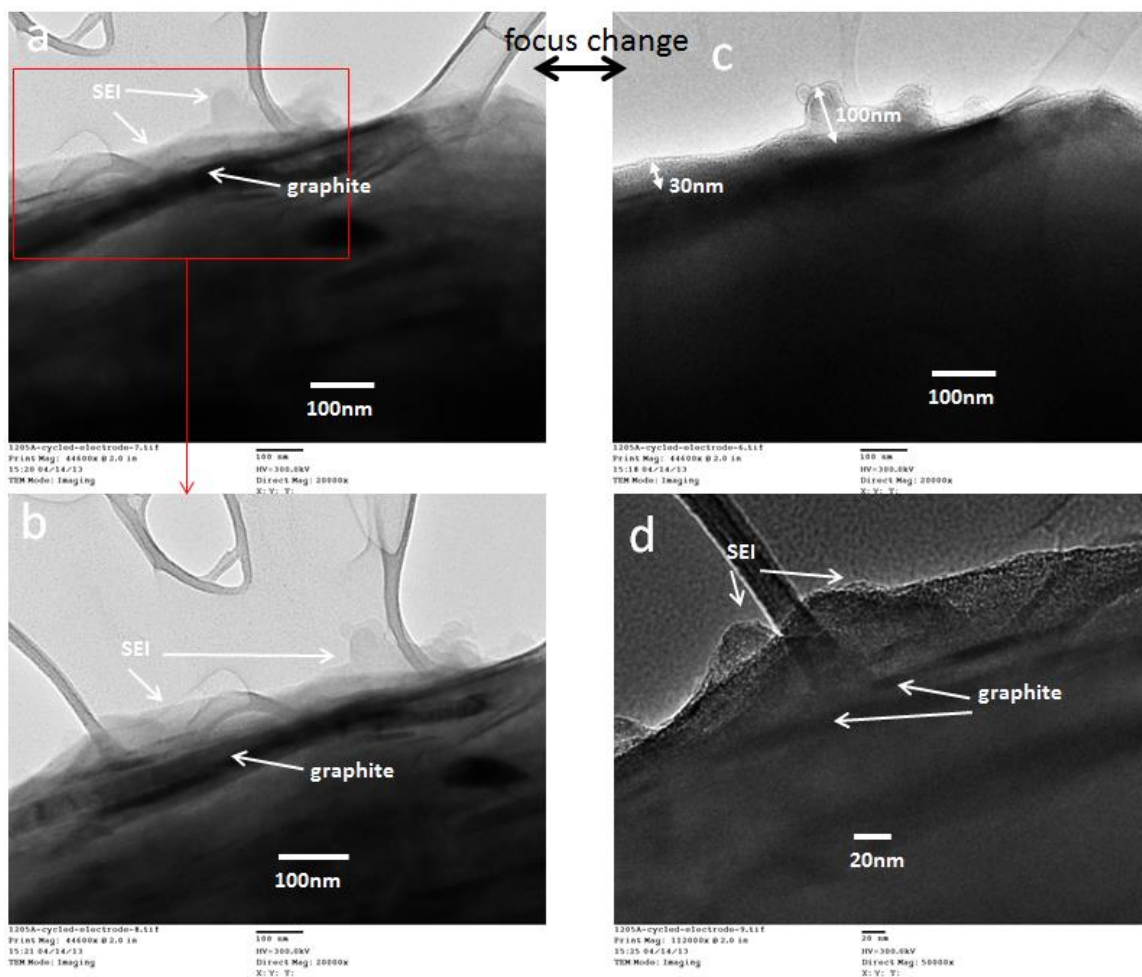 focus change
a
SEI
graphite
100nm
1205A-cycled-electrode-7.tif
Print Mag: 44600x @ 2.0 in
15:20 04/14/13
TEM Mode: Imaging
100 nm
HV=300.0kV
Direct Mag: 20000x
X: Y: T:
c
100nm
30nm
100nm
1205A-cycled-electrode-6.tif
Print Mag: 44600x @ 2.0 in
15:18 04/14/13
TEM Mode: Imaging
100 nm
HV=300.0kV
Direct Mag: 20000x
X: Y: T:
b
SEI
graphite
100nm
1205A-cycled-electrode-8.tif
Print Mag: 44600x @ 2.0 in
15:21 04/14/13
TEM Mode: Imaging
100 nm
HV=300.0kV
Direct Mag: 20000x
X: Y: T:
d
SEI
graphite
20nm
1205A-cycled-electrode-9.tif
Print Mag: 112000x @ 2.0 in
15:25 04/14/13
TEM Mode: Imaging
20 nm
HV=300.0kV
Direct Mag: 50000x
X: Y: T: